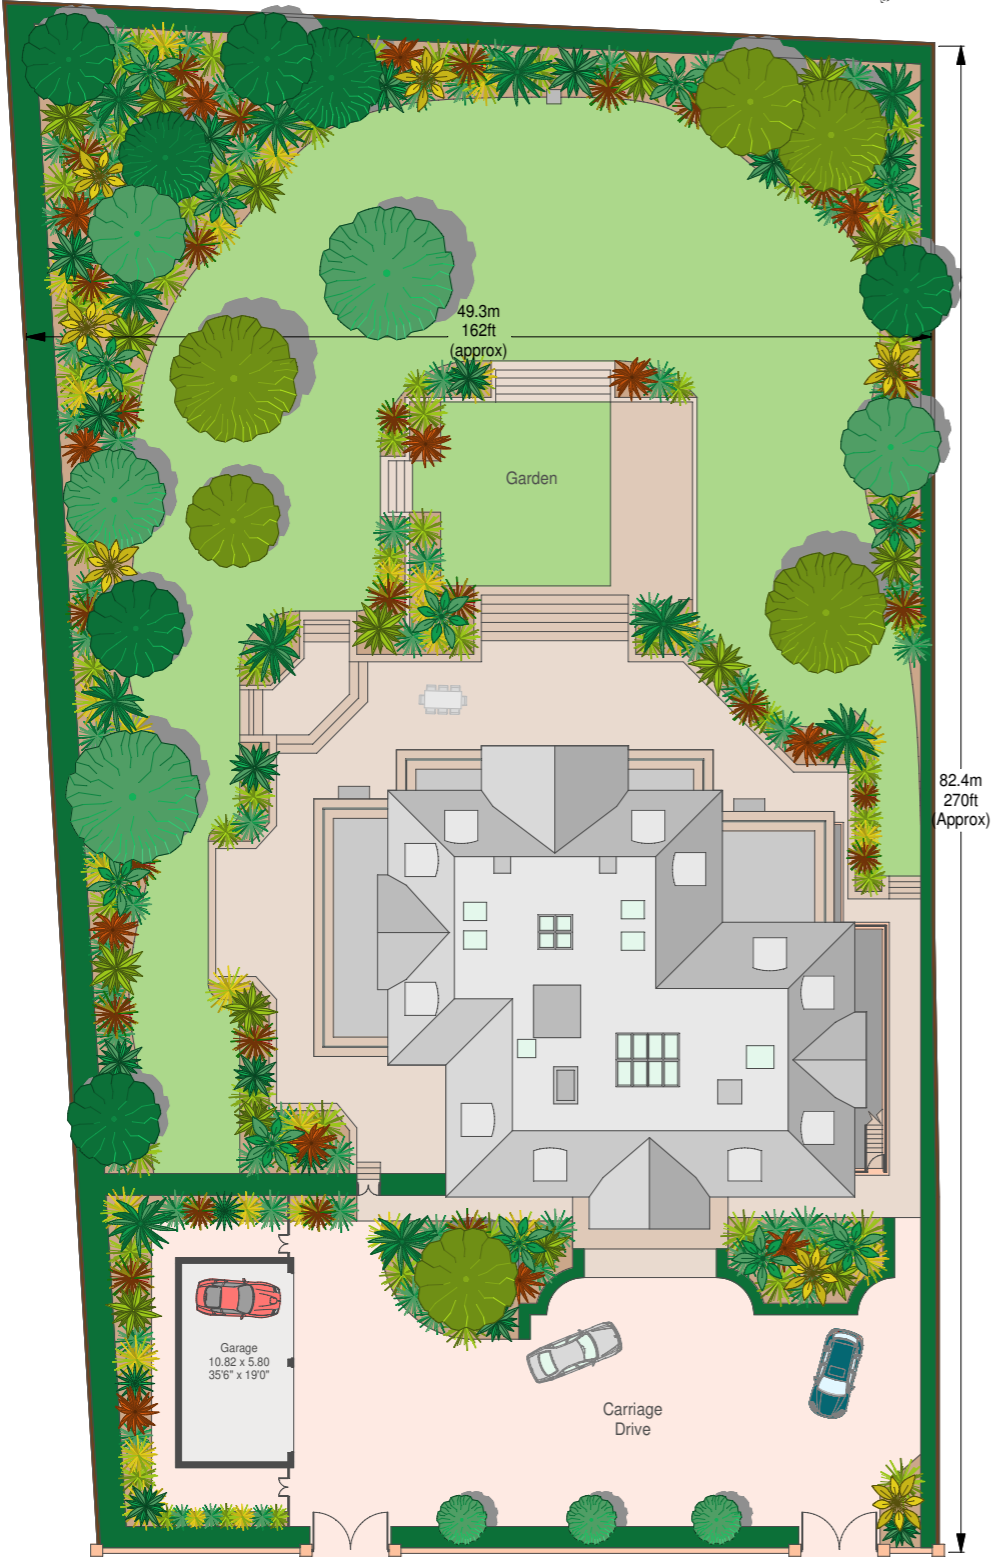 49.3m
162ft
(approx)
Garden
82.4m
270ft
(Approx)
Garage
10.82 x 5.80
35'6" x 19'0"
Carriage
Drive